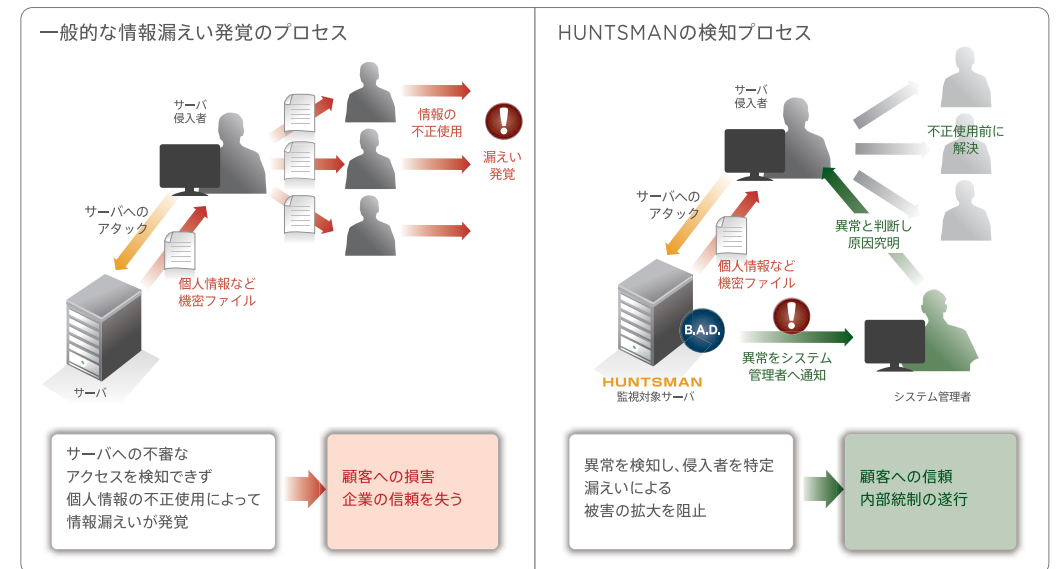 一般的な情報漏えい発覚のプロセス
サーバ
侵入者
情報の
不正使用
漏えい
発覚
サーバへの
アタック
個人情報など
機密ファイル
サーバ
サーバへの不審な
アクセスを検知できず
個人情報の不正使用によって
情報漏えいが発覚
顧客への損害
企業の信頼を失う
HUNTSMANの検知プロセス
サーバ
侵入者
不正使用前に
解決
サーバへの
アタック
異常と判断し
原因究明
個人情報など
機密ファイル
B.A.D.
異常をシステム
管理者へ通知
HUNTSMAN
監視対象サーバ
システム管理者
異常を検知し、侵入者を特定
漏えいによる
被害の拡大を阻止
顧客への信頼
内部統制の遂行